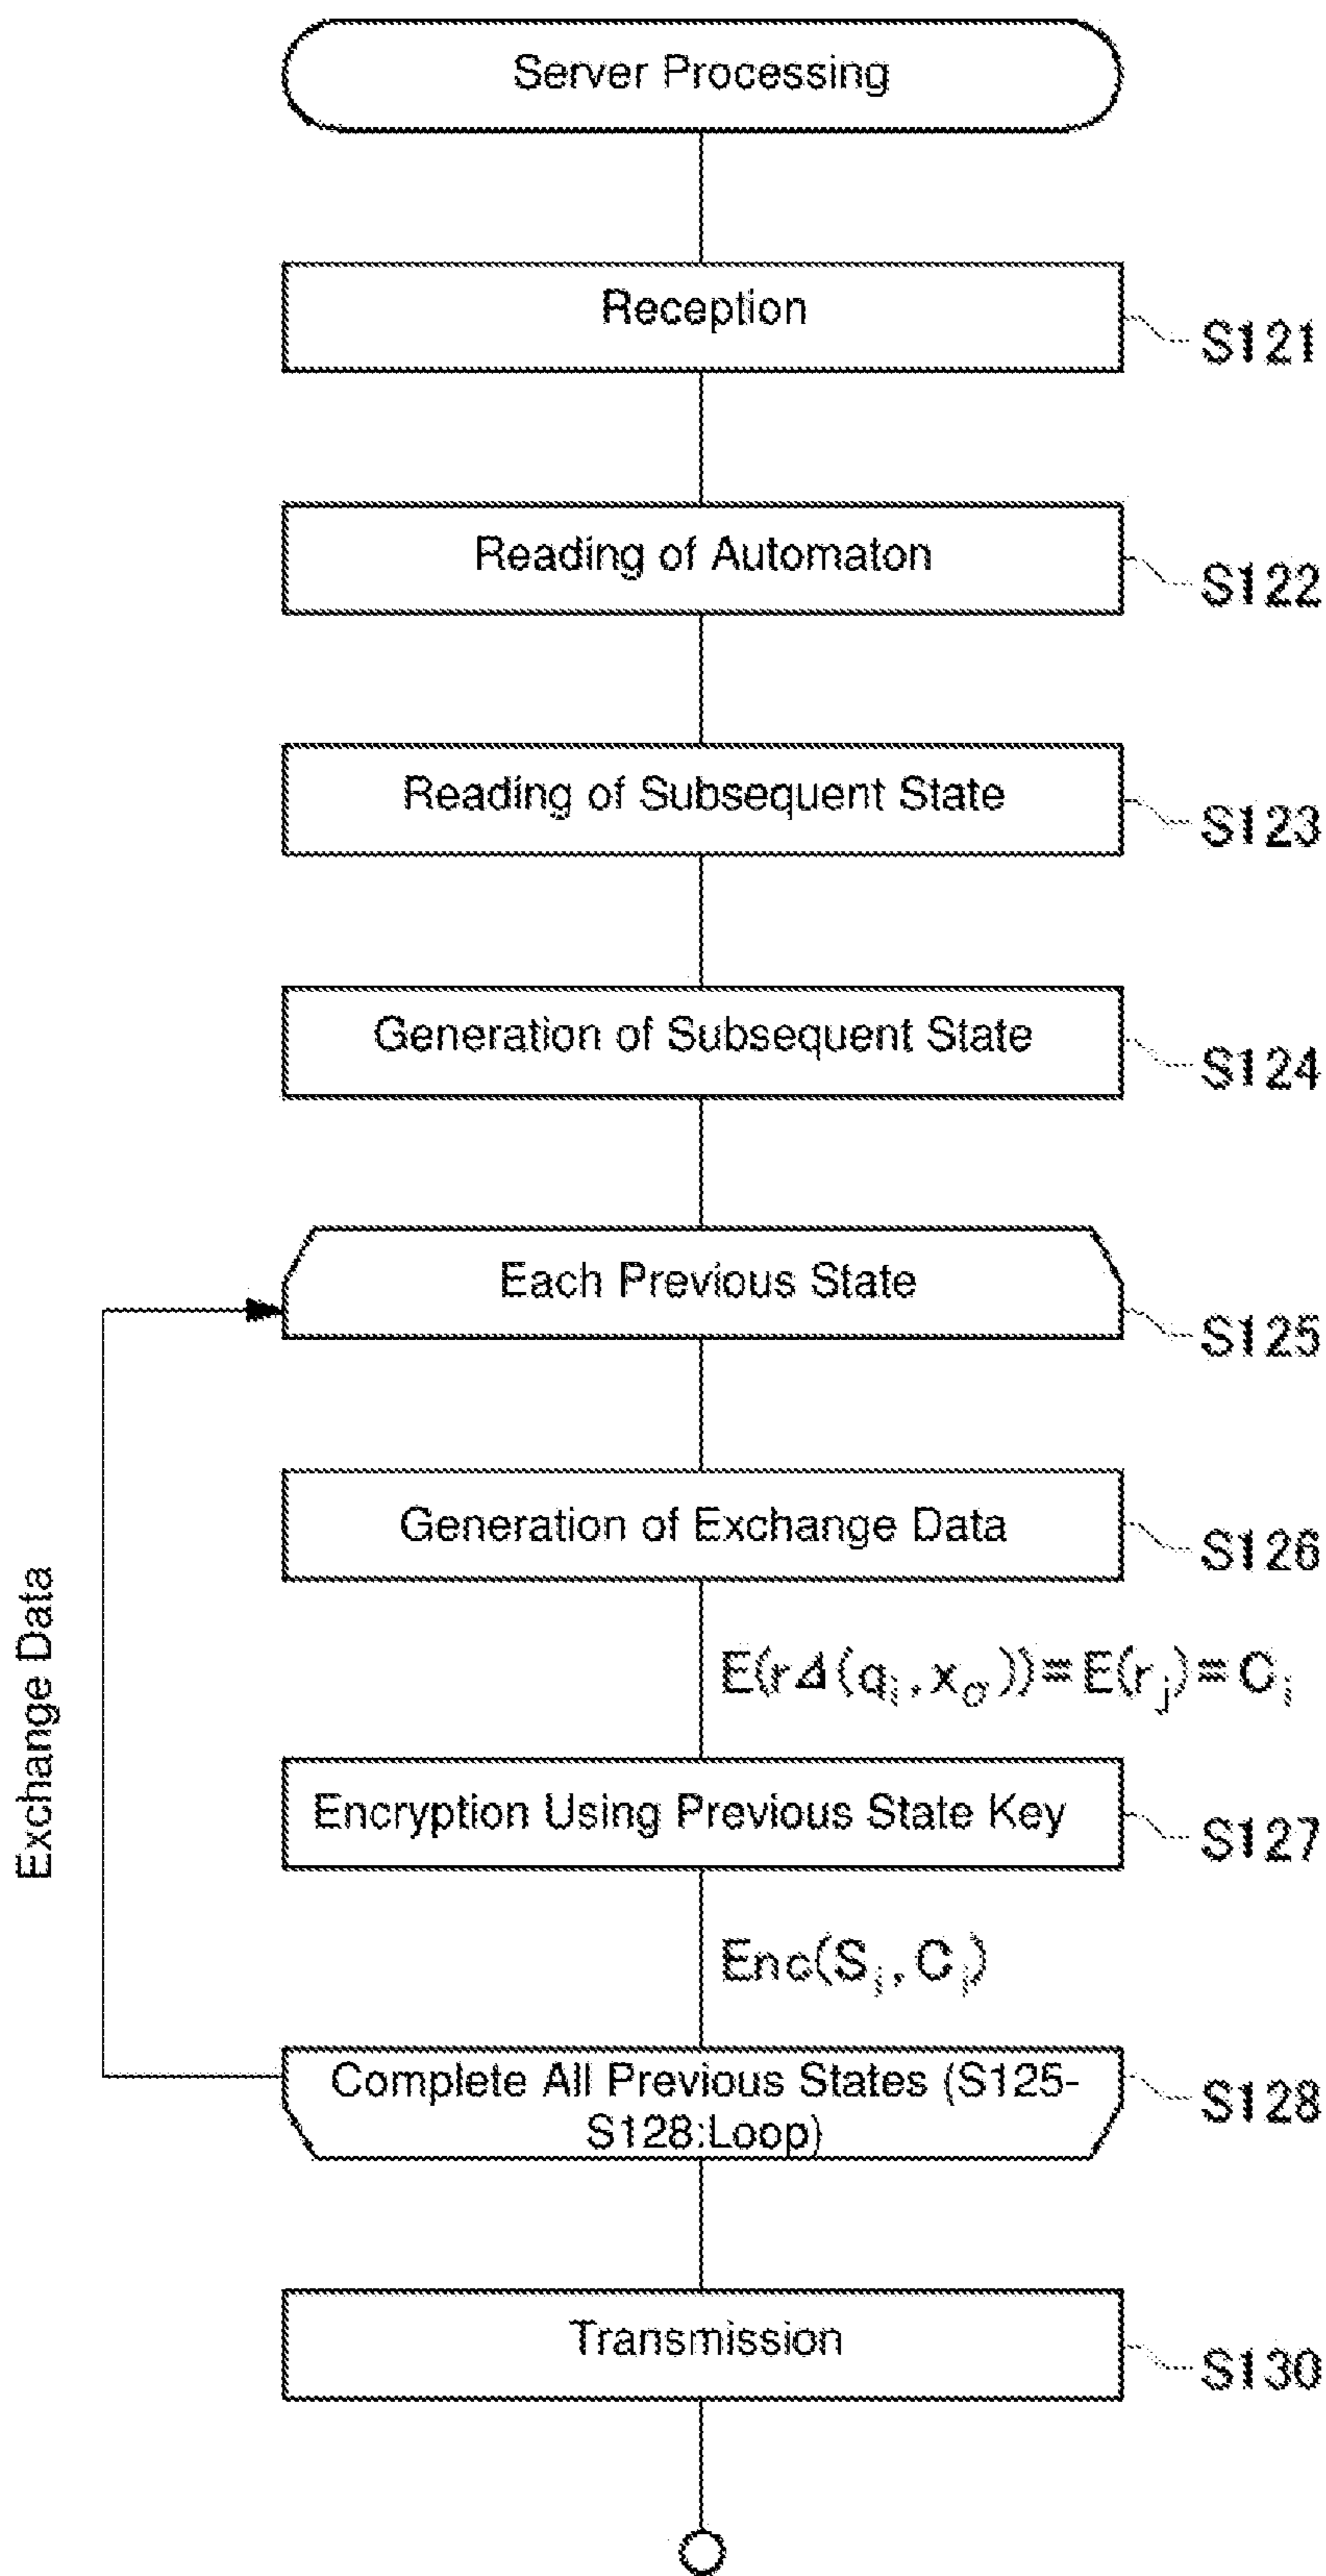 Server Processing
Reception
S121
Reading of Automaton
S122
Reading of Subsequent State
S123
Generation of Subsequent State
S124
Each Previous State
S125
Generation of Exchange Data
S126
E(rΔ(qᵢ,x_σ))=E(rⱼ)=Cᵢ
Encryption Using Previous State Key
S127
Enc(Sᵢ,Cᵢ)
Complete All Previous States (S125-
S128:Loop)
S128
Exchange Data
Transmission
S130